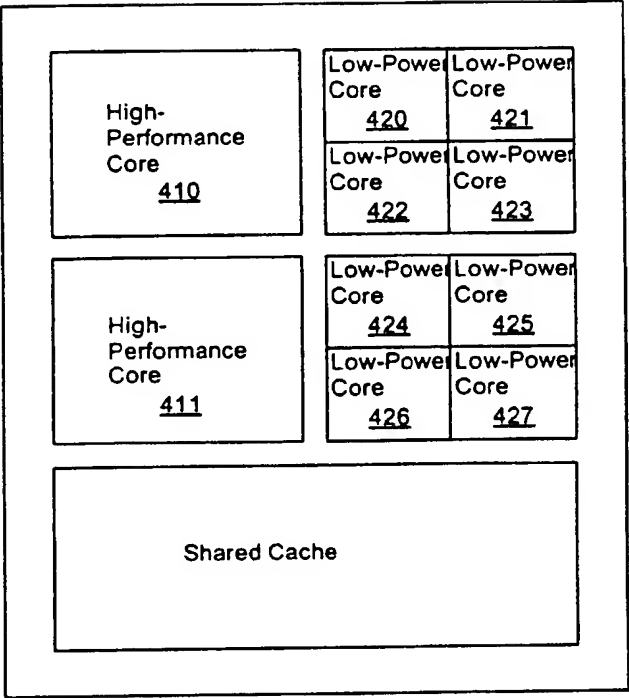 High-
Performance
Core
410
Low-Power
Core
420
Low-Power
Core
421
Low-Power
Core
422
Low-Power
Core
423
High-
Performance
Core
411
Low-Power
Core
424
Low-Power
Core
425
Low-Power
Core
426
Low-Power
Core
427
Shared Cache